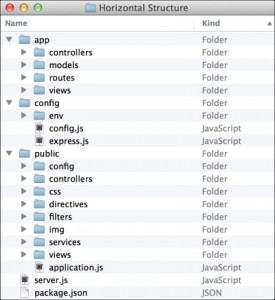 Horizontal Structure
Name Kind
app Folder
controllers Folder
models Folder
routes Folder
views Folder
config Folder
env Folder
config.js JavaScript
express.js JavaScript
public Folder
config Folder
controllers Folder
css Folder
directives Folder
filters Folder
img Folder
services Folder
views Folder
application.js JavaScript
server.js JavaScript
package.json JSON